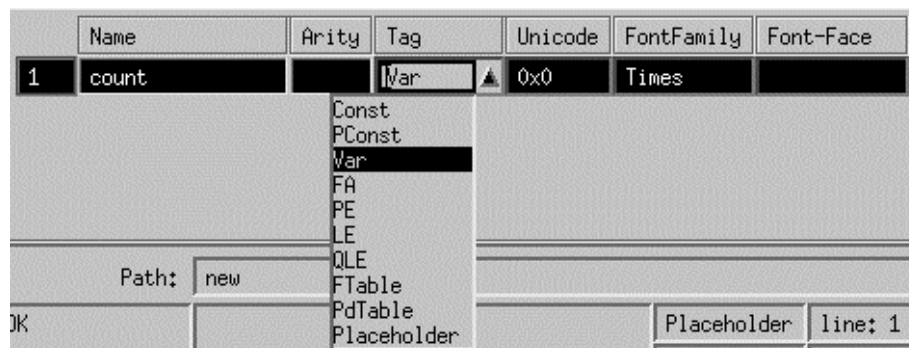 Name Arity Tag Unicode FontFamily Font-Face
1 count Var 0x0 Times
Const
PConst
Var
FA
PE
LE
QLE
FTable
PdTable
Placeholder
Path: new
OK Placeholder line: 1